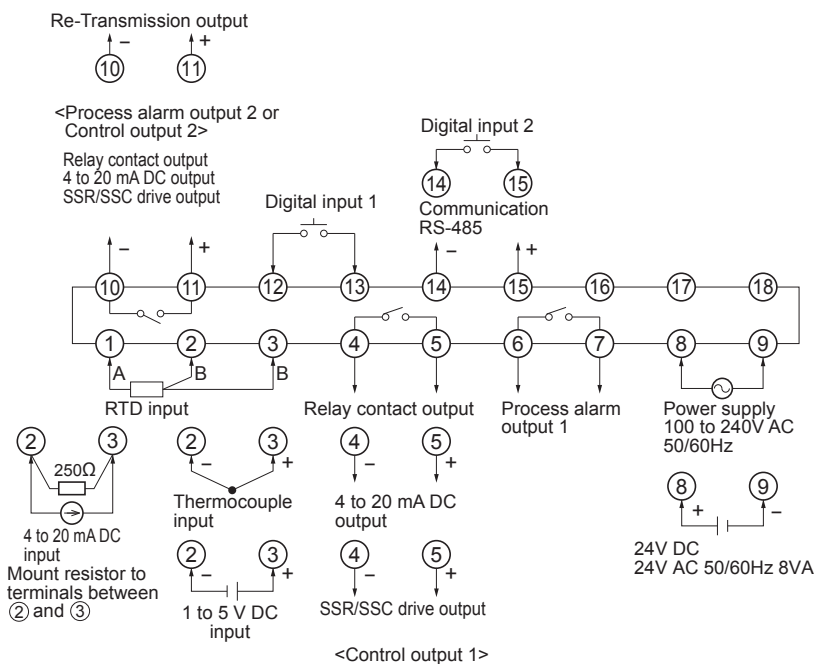 Re-Transmission output
− +
10 11
<Process alarm output 2 or
Control output 2>
Relay contact output
4 to 20 mA DC output
SSR/SSC drive output
Digital input 1
Digital input 2
14 15
Communication
RS-485
− + − +
10 11 12 13 14 15 16 17 18
1 2 3 4 5 6 7 8 9
A B B
RTD input
Relay contact output
Process alarm
output 1
Power supply
100 to 240V AC
50/60Hz
2 3
250Ω
4 to 20 mA DC
input
Mount resistor to
terminals between
2 and 3
2 3
− +
Thermocouple
input
2 3
− +
1 to 5 V DC
input
4 5
− +
4 to 20 mA DC
output
4 5
− +
SSR/SSC drive output
<Control output 1>
8 9
+ −
24V DC
24V AC 50/60Hz 8VA